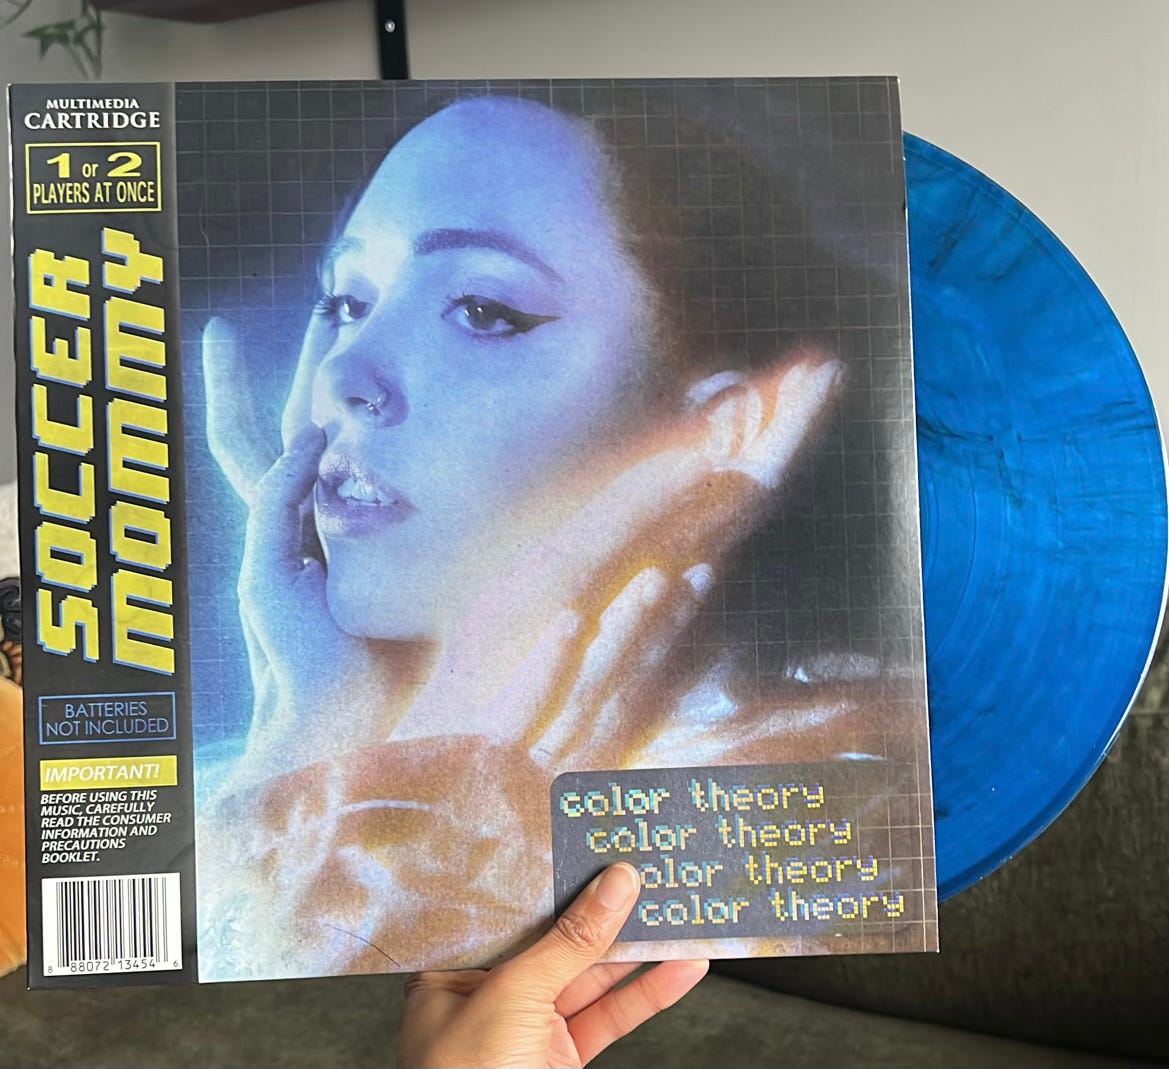 MULTIMEDIA
CARTRIDGE
1 or 2
PLAYERS AT ONCE
SOCCER
MOMMY
BATTERIES
NOT INCLUDED
IMPORTANT!
BEFORE USING THIS
MUSIC, CAREFULLY
READ THE CONSUMER
INFORMATION AND
PRECAUTIONS
BOOKLET.
8 88072 13454 6
color theory
color theory
olor theory
color theory